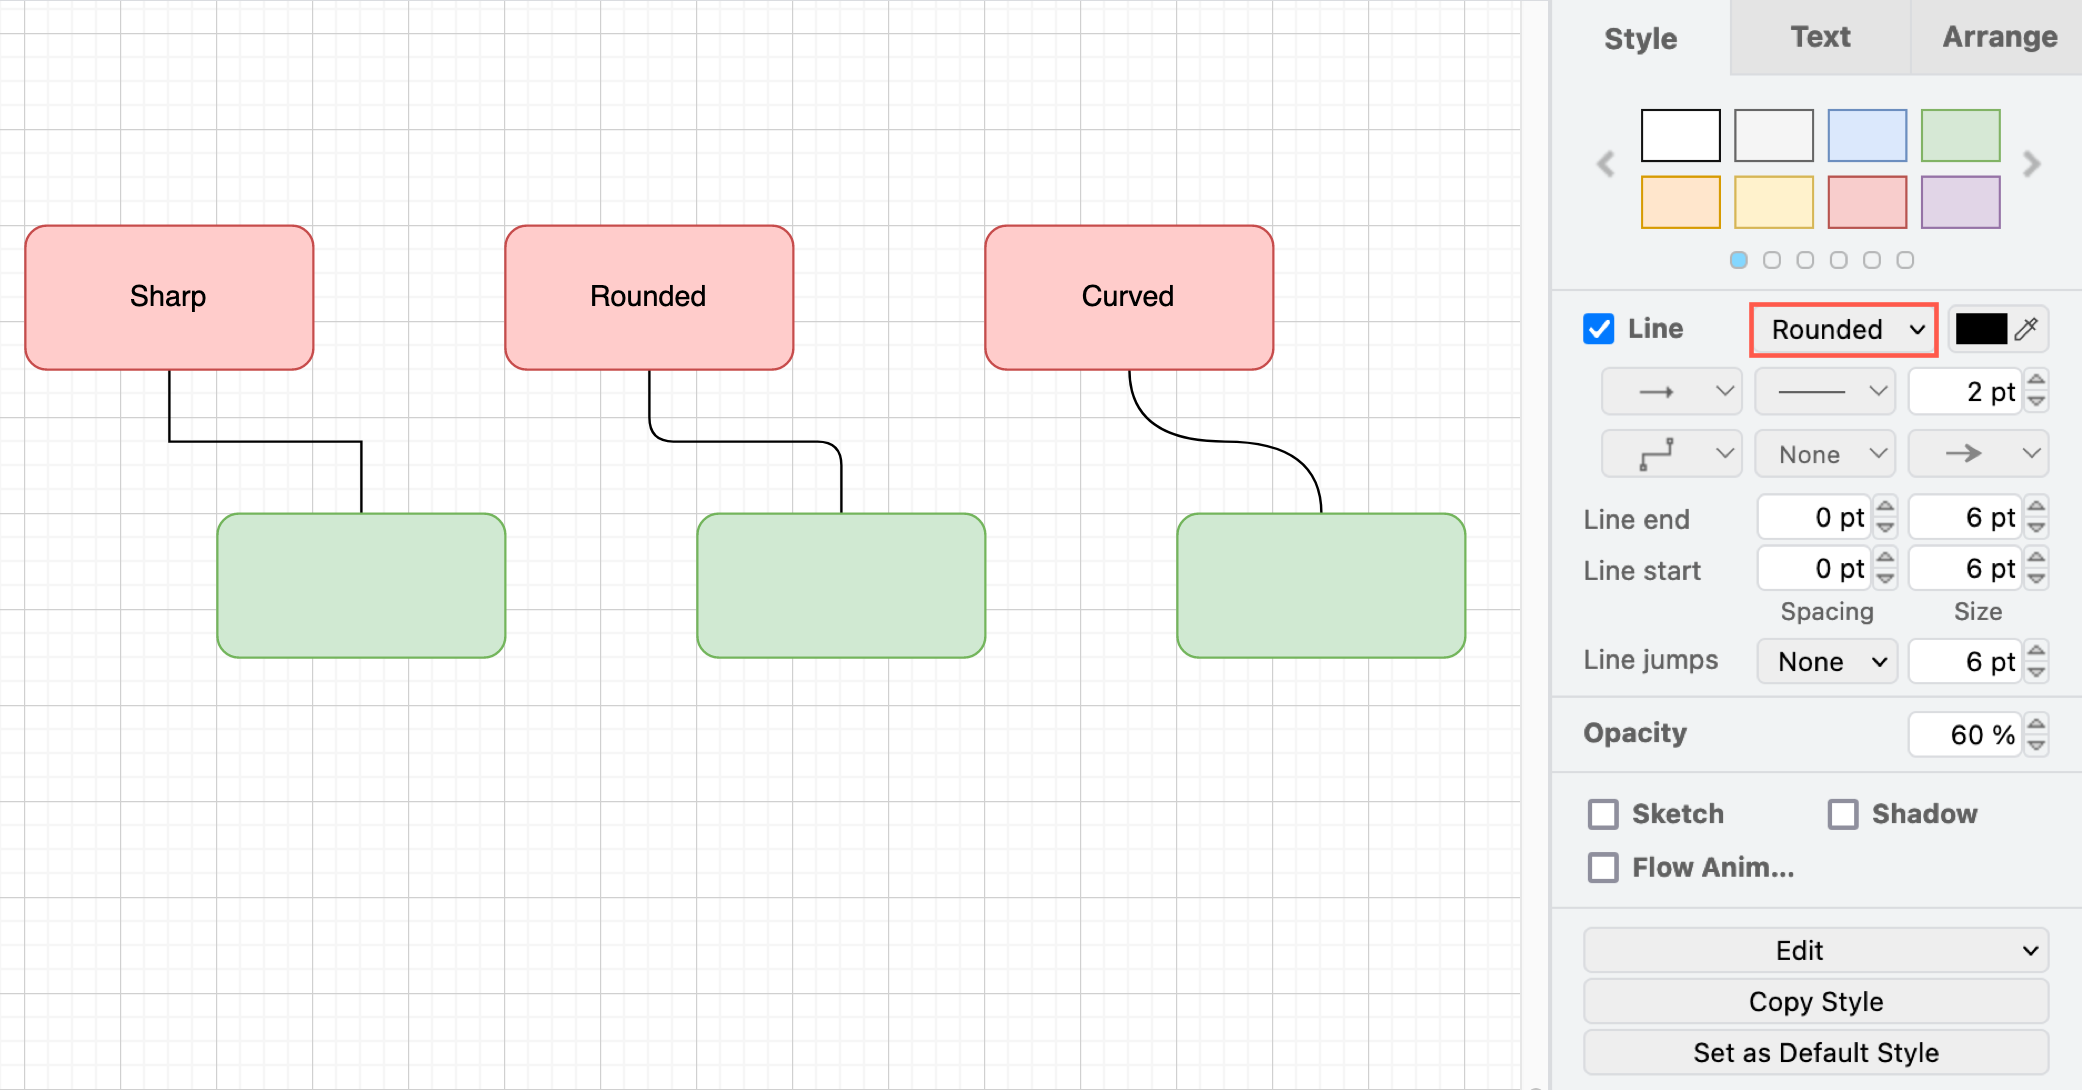 Sharp
Rounded
Curved
Style Text Arrange
Line Rounded
2 pt
None
Line end 0 pt 6 pt
Line start 0 pt 6 pt
Spacing Size
Line jumps None 6 pt
Opacity 60 %
Sketch Shadow
Flow Anim...
Edit
Copy Style
Set as Default Style